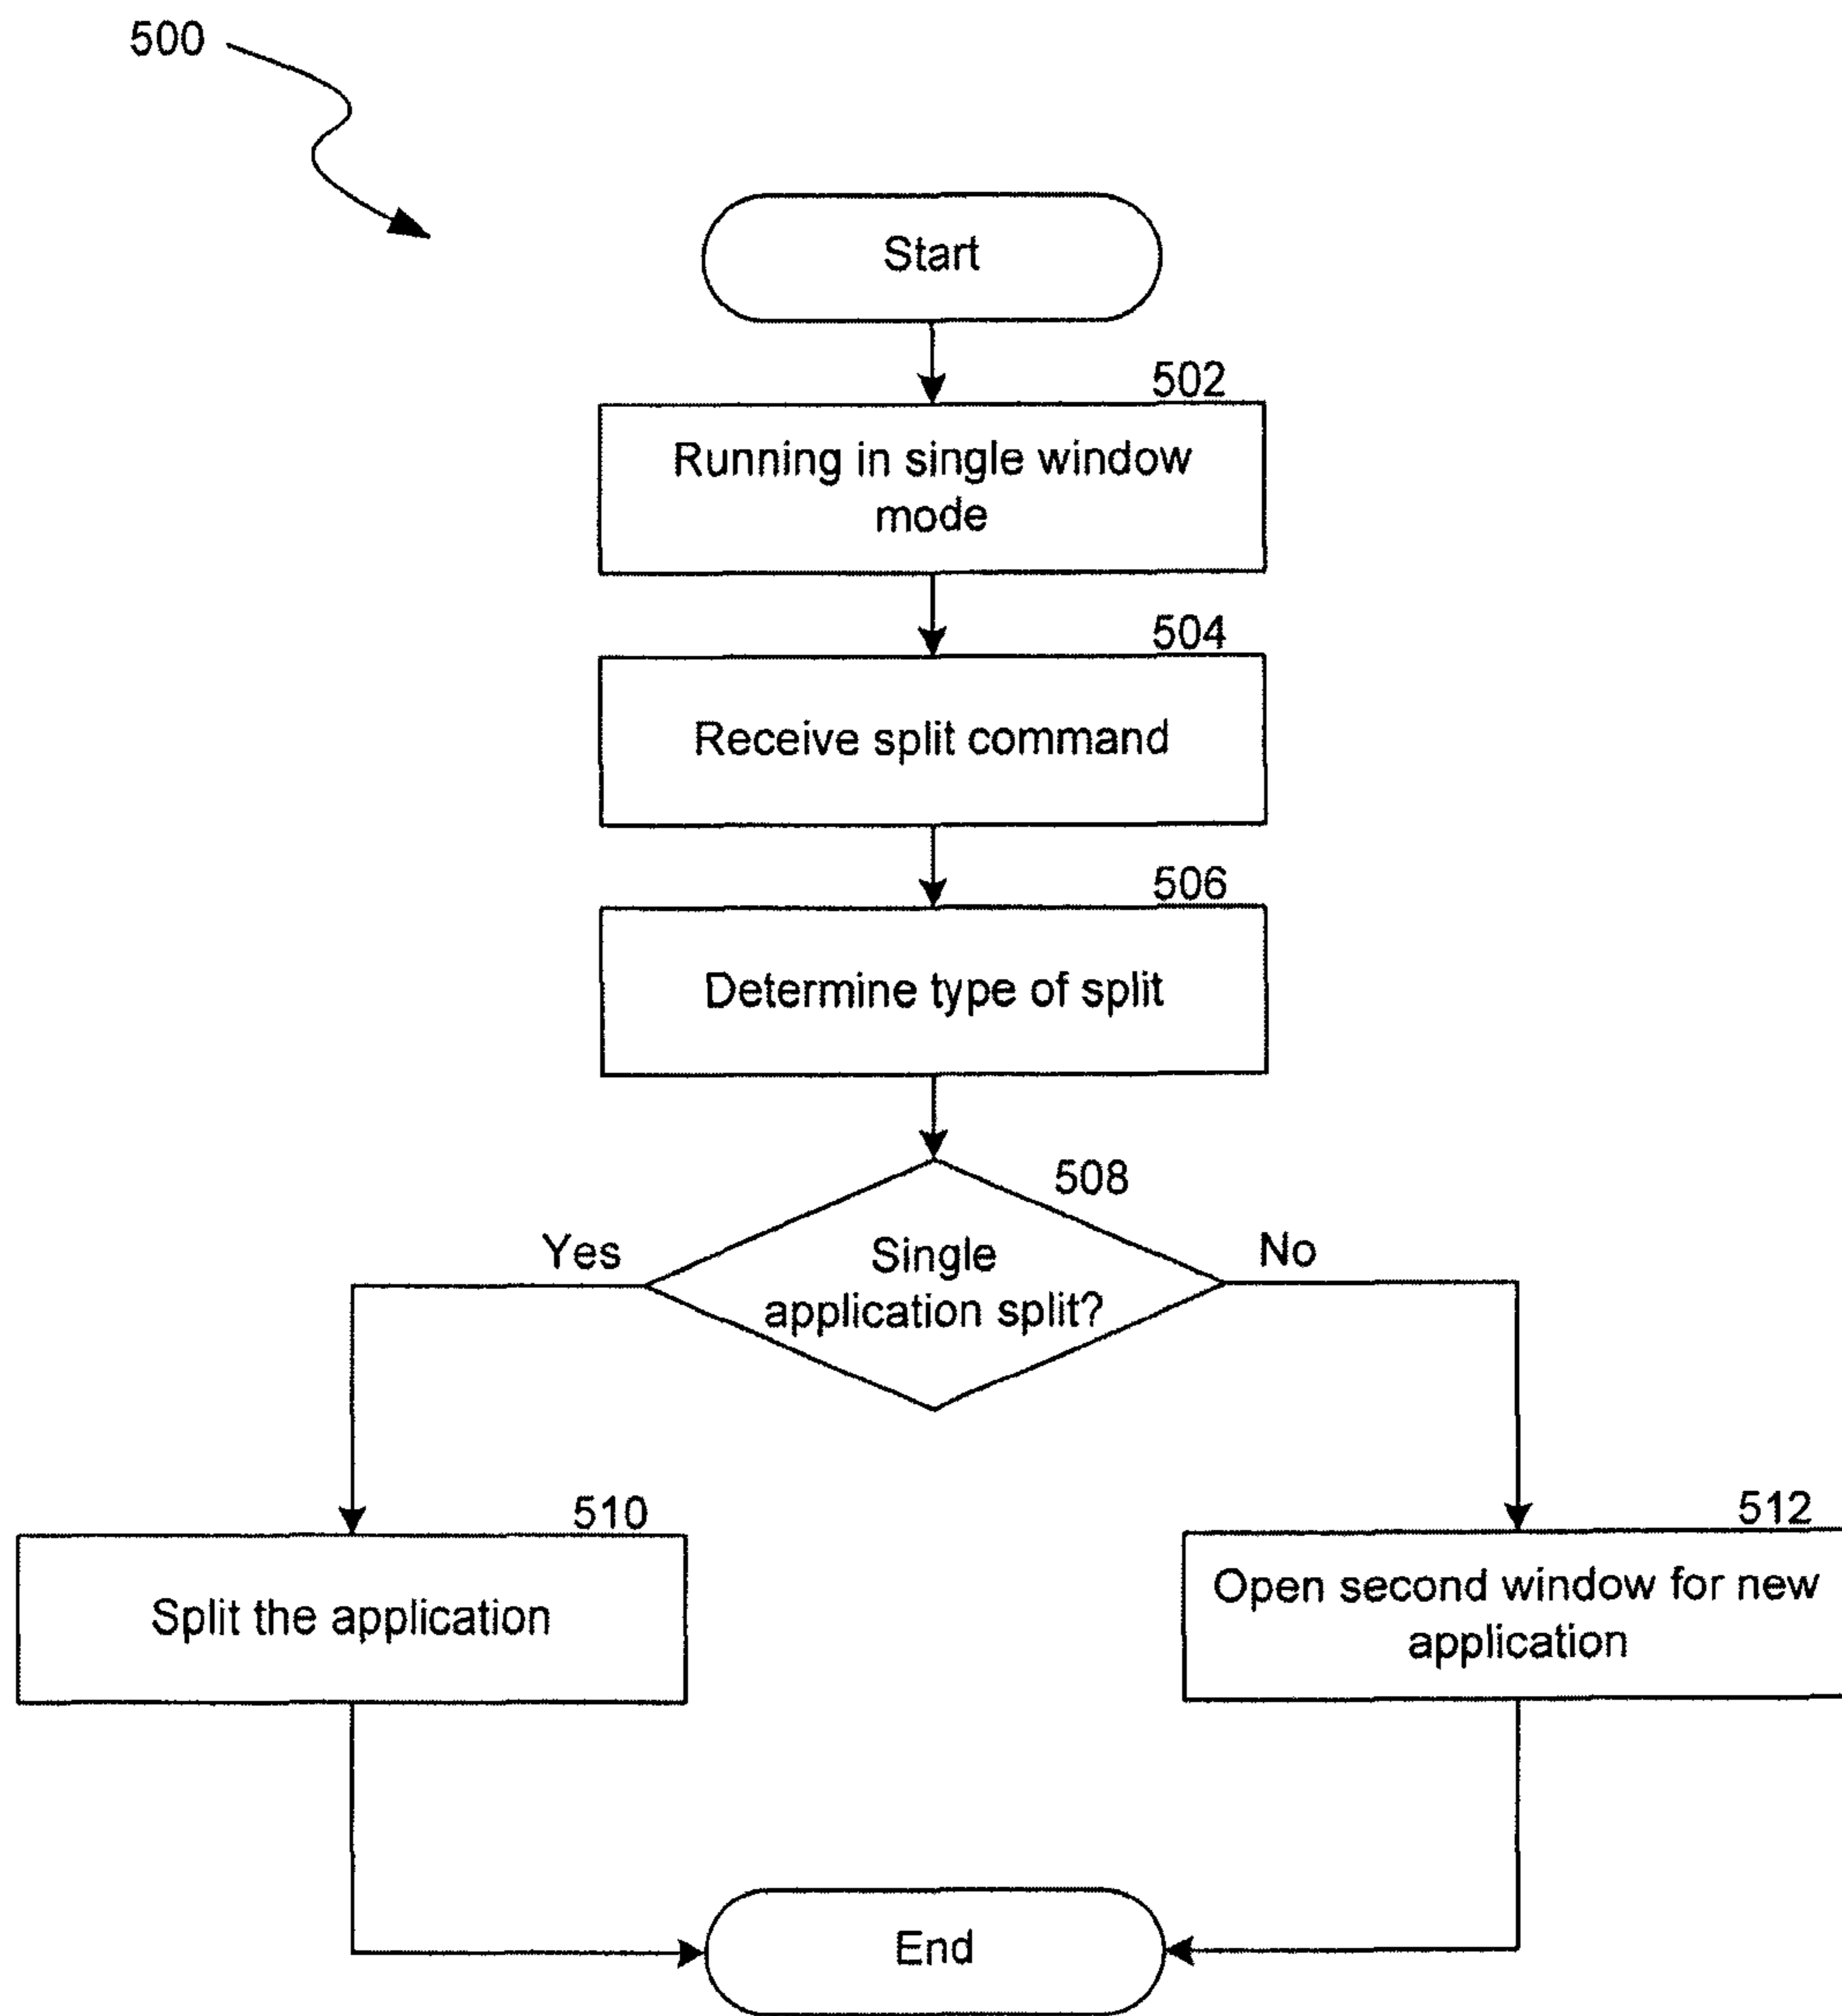 500
Start
502
Running in single window
mode
504
Receive split command
506
Determine type of split
508
Yes
Single
application split?
No
510
Split the application
512
Open second window for new
application
End